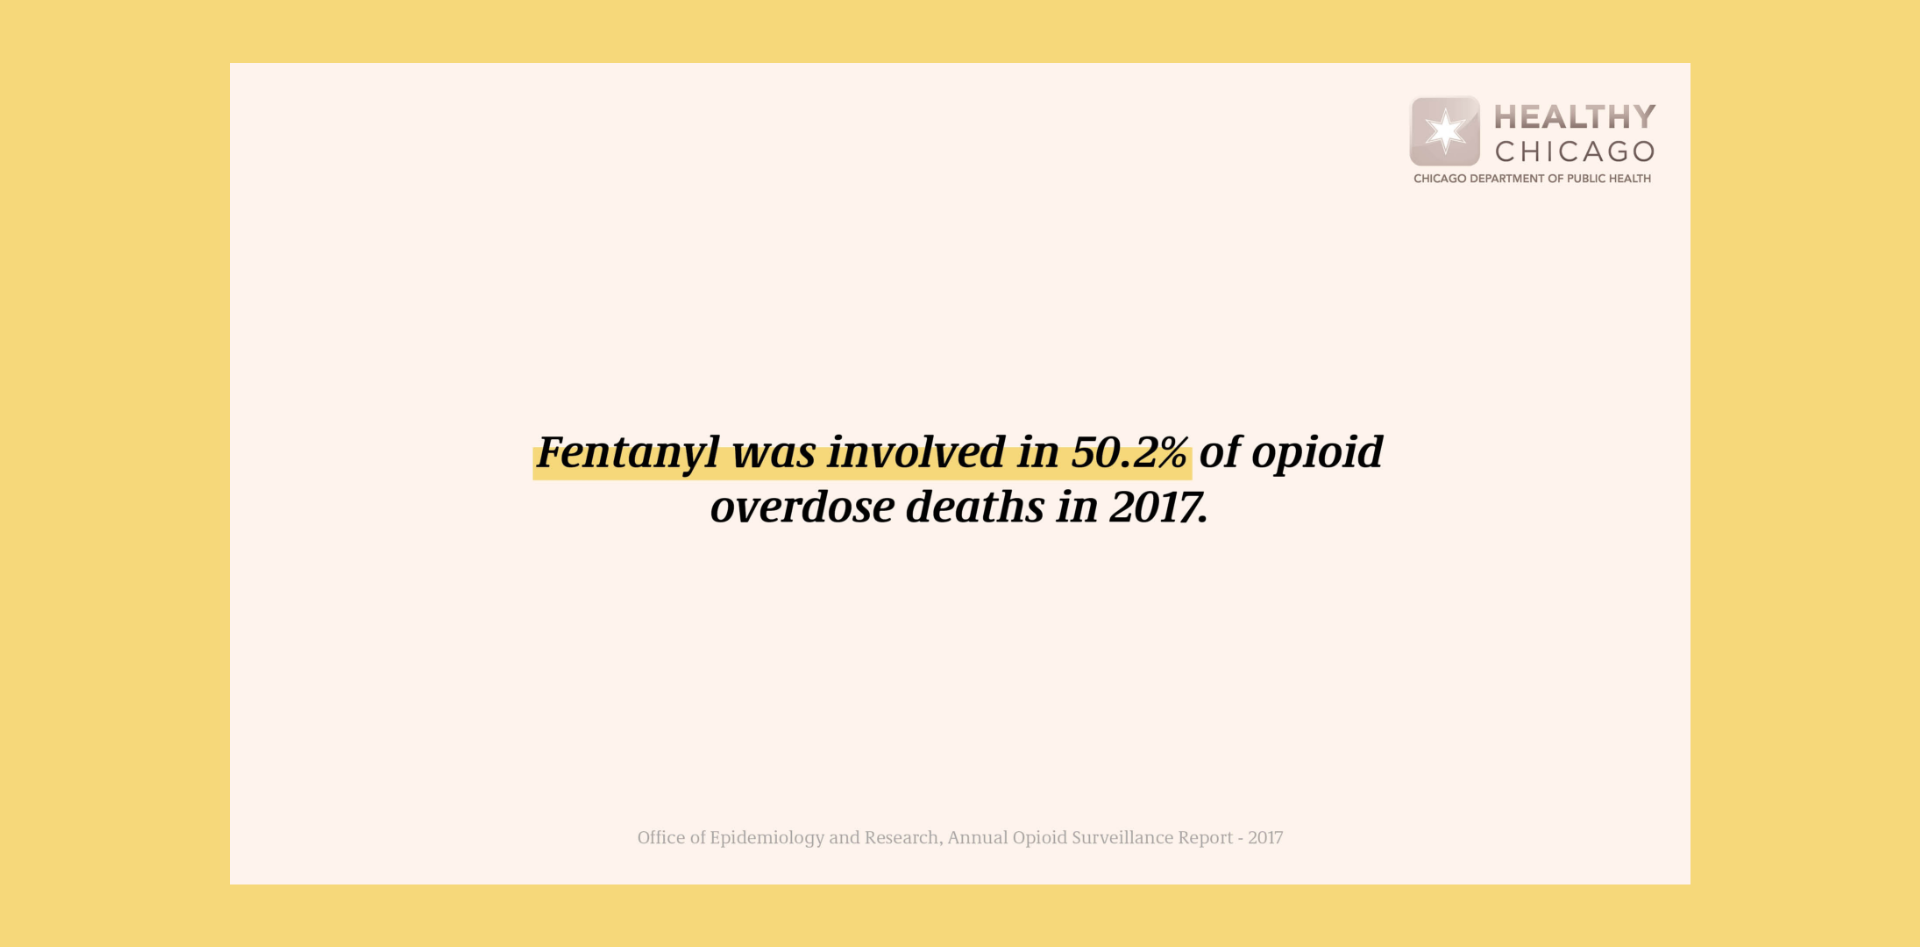 HEALTHY
CHICAGO
CHICAGO DEPARTMENT OF PUBLIC HEALTH
Fentanyl was involved in 50.2% of opioid
overdose deaths in 2017.
Office of Epidemiology and Research, Annual Opioid Surveillance Report - 2017